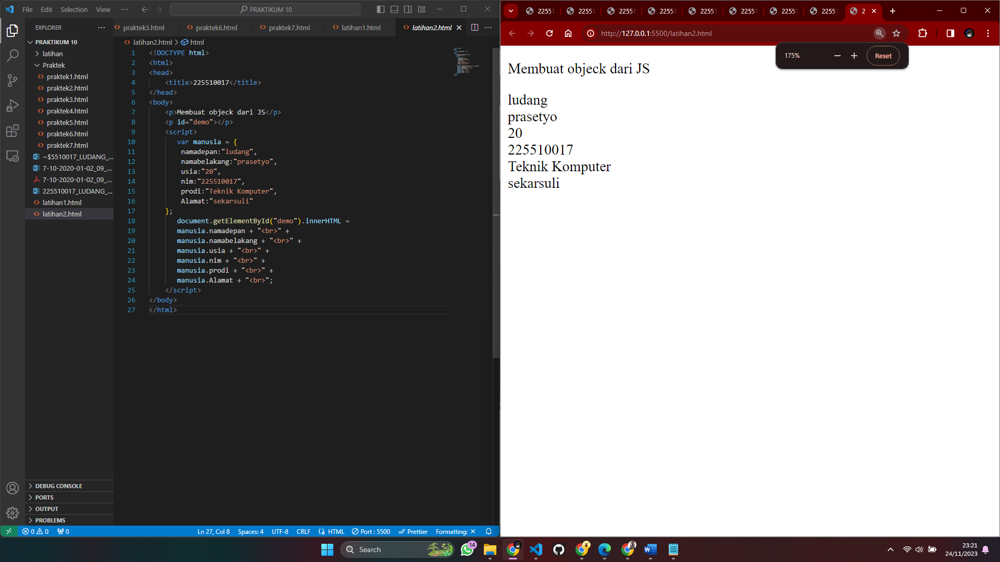 File Edit Selection View ··· PRAKTIKUM 10
EXPLORER ···
PRAKTIKUM 10
latihan
Praktek
praktek1.html
praktek2.html
praktek3.html
praktek4.html
praktek5.html
praktek6.html
praktek7.html
~$5510017_LUDANG_...
7-10-2020-01-02_09_...
7-10-2020-01-02_09_...
225510017_LUDANG_...
latihan1.html
latihan2.html
DEBUG CONSOLE
PORTS
OUTPUT
PROBLEMS
praktek3.html praktek6.html praktek7.html latihan1.html latihan2.html
latihan2.html > html
1 <!DOCTYPE html>
2 <html>
3 <head>
4 <title>225510017</title>
5 </head>
6 <body>
7 <p>Membuat objeck dari JS</p>
8 <p id="demo"></p>
9 <script>
10 var manusia = {
11 namadepan:"ludang",
12 namabelakang:"prasetyo",
13 usia:"20",
14 nim:"225510017",
15 prodi:"Teknik Komputer",
16 Alamat:"sekarsuli"
17 };
18 document.getElementById("demo").innerHTML =
19 manusia.namadepan + "<br>" +
20 manusia.namabelakang + "<br>" +
21 manusia.usia + "<br>" +
22 manusia.nim + "<br>" +
23 manusia.prodi + "<br>" +
24 manusia.Alamat + "<br>";
25 </script>
26 </body>
27 </html>
0 0 0 Ln 27, Col 8 Spaces: 4 UTF-8 CRLF HTML Port : 5500 Prettier Formatting: ×
22551 22551 22551 22551 22551 22551 22551 22551 2
http://127.0.0.1:5500/latihan2.html
175% Reset
Membuat objeck dari JS
ludang
prasetyo
20
225510017
Teknik Komputer
sekarsuli
Search
14
23:21
24/11/2023